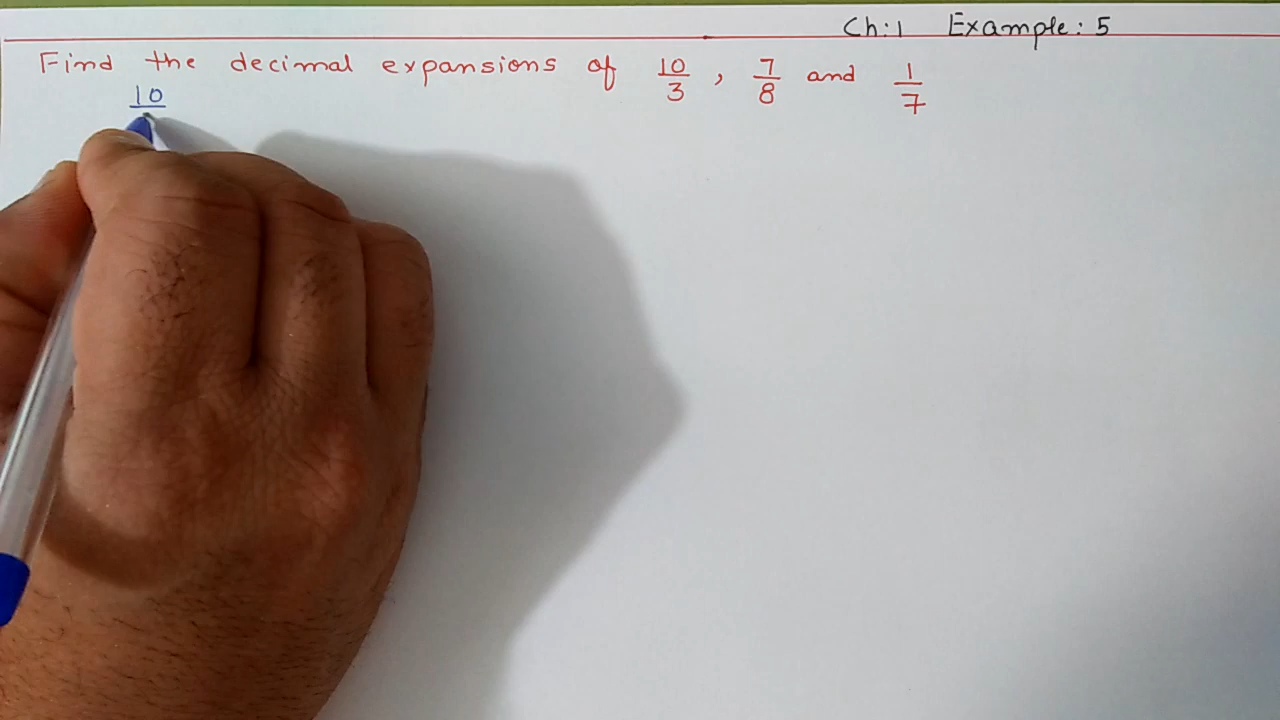 Ch:1 Example: 5
Find the decimal expansions of 10/3, 7/8 and 1/7
10